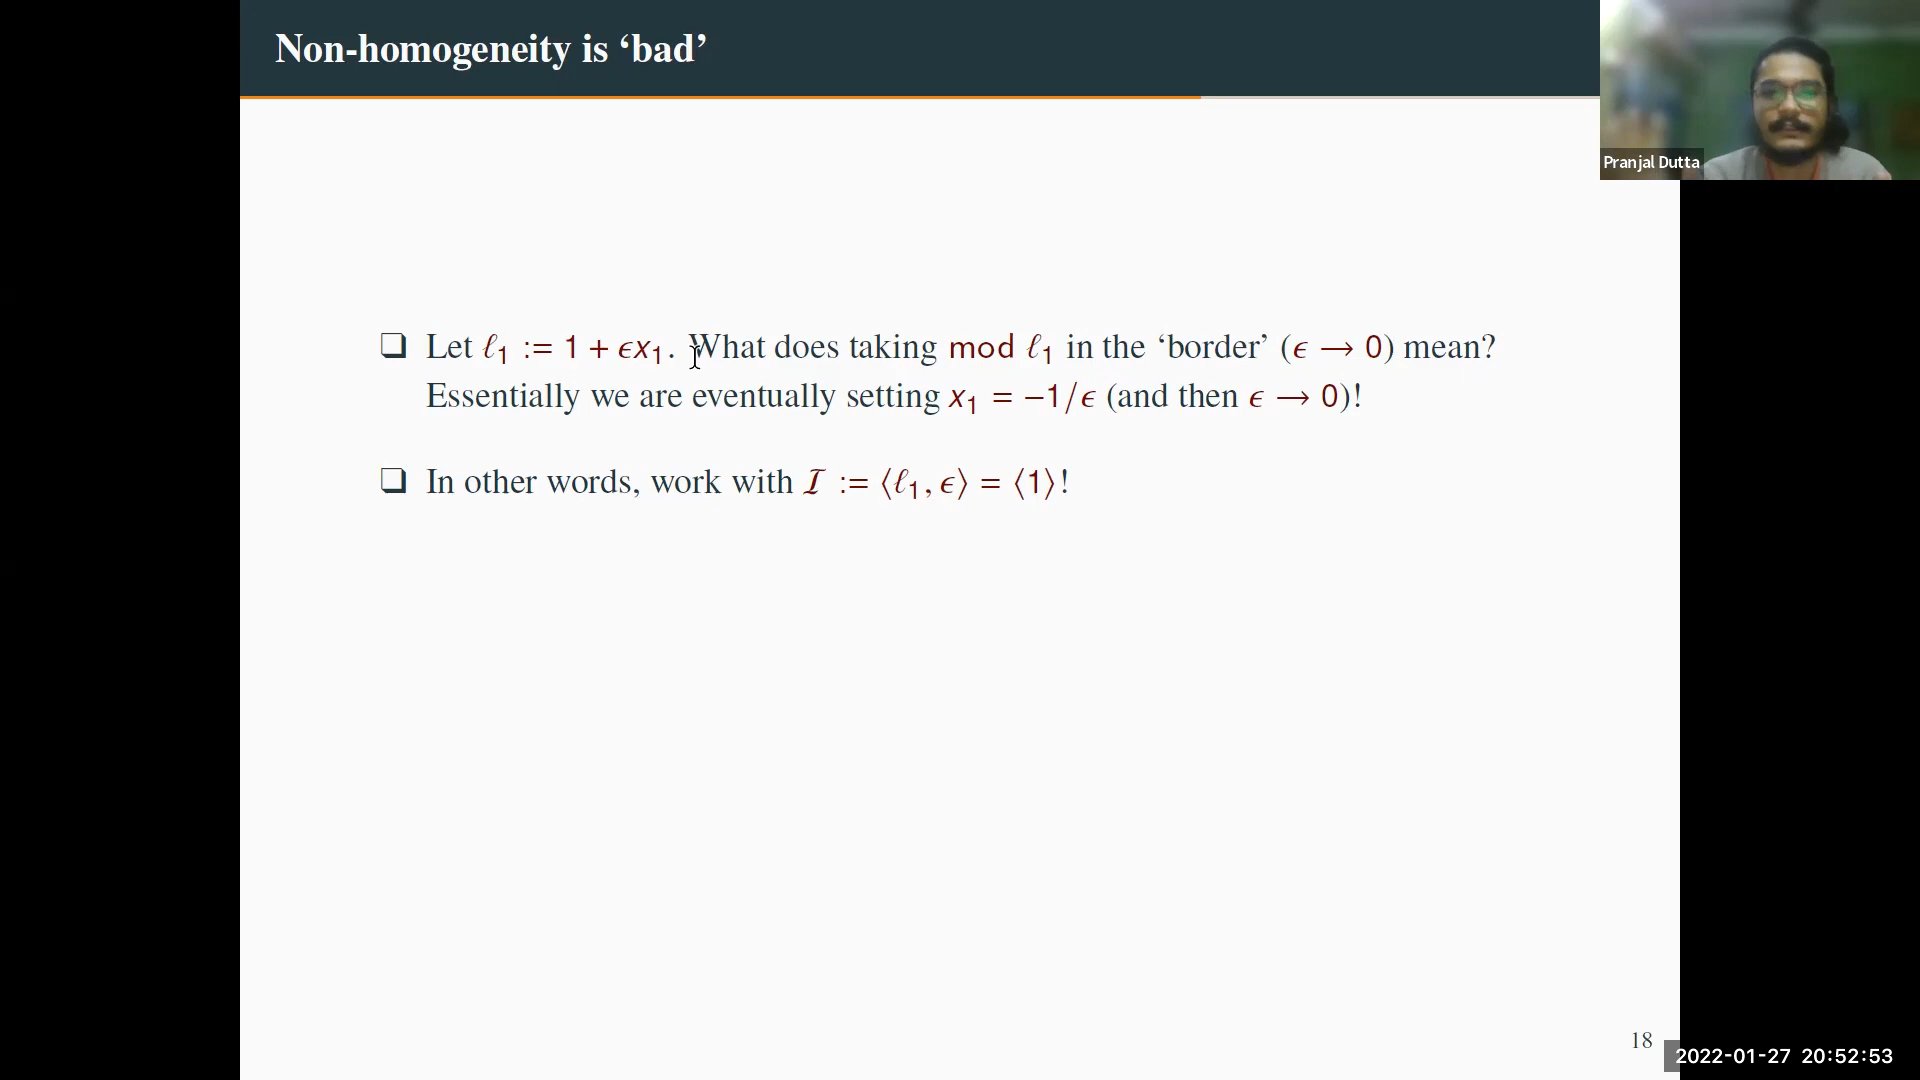 Non-homogeneity is ‘bad’
Pranjal Dutta
❑ Let ℓ₁ := 1 + ϵx₁. What does taking mod ℓ₁ in the ‘border’ (ϵ → 0) mean?
Essentially we are eventually setting x₁ = −1/ϵ (and then ϵ → 0)!
❑ In other words, work with 𝓘 := ⟨ℓ₁, ϵ⟩ = ⟨1⟩!
18
2022-01-27 20:52:53